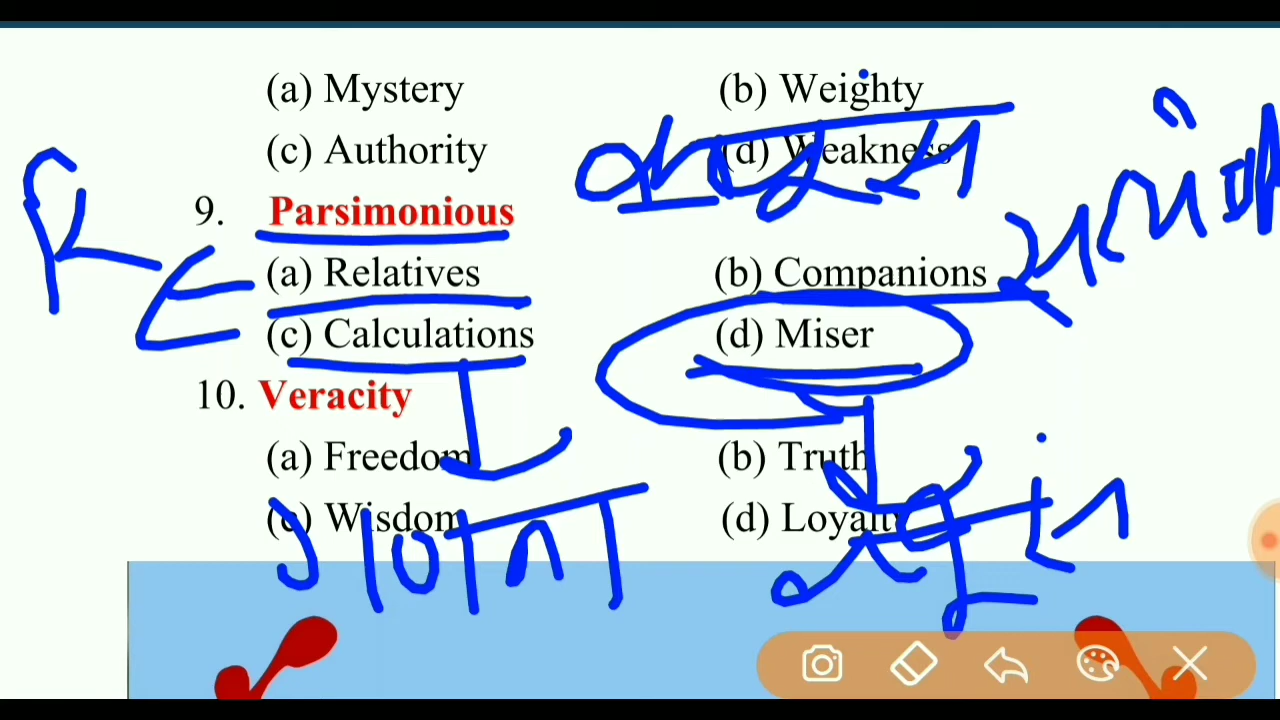 (a) Mystery (b) Weighty
(c) Authority (d) Weakness
9. Parsimonious
(a) Relatives (b) Companions
(c) Calculations (d) Miser
10. Veracity
(a) Freedom (b) Truth
(c) Wisdom (d) Loyalty